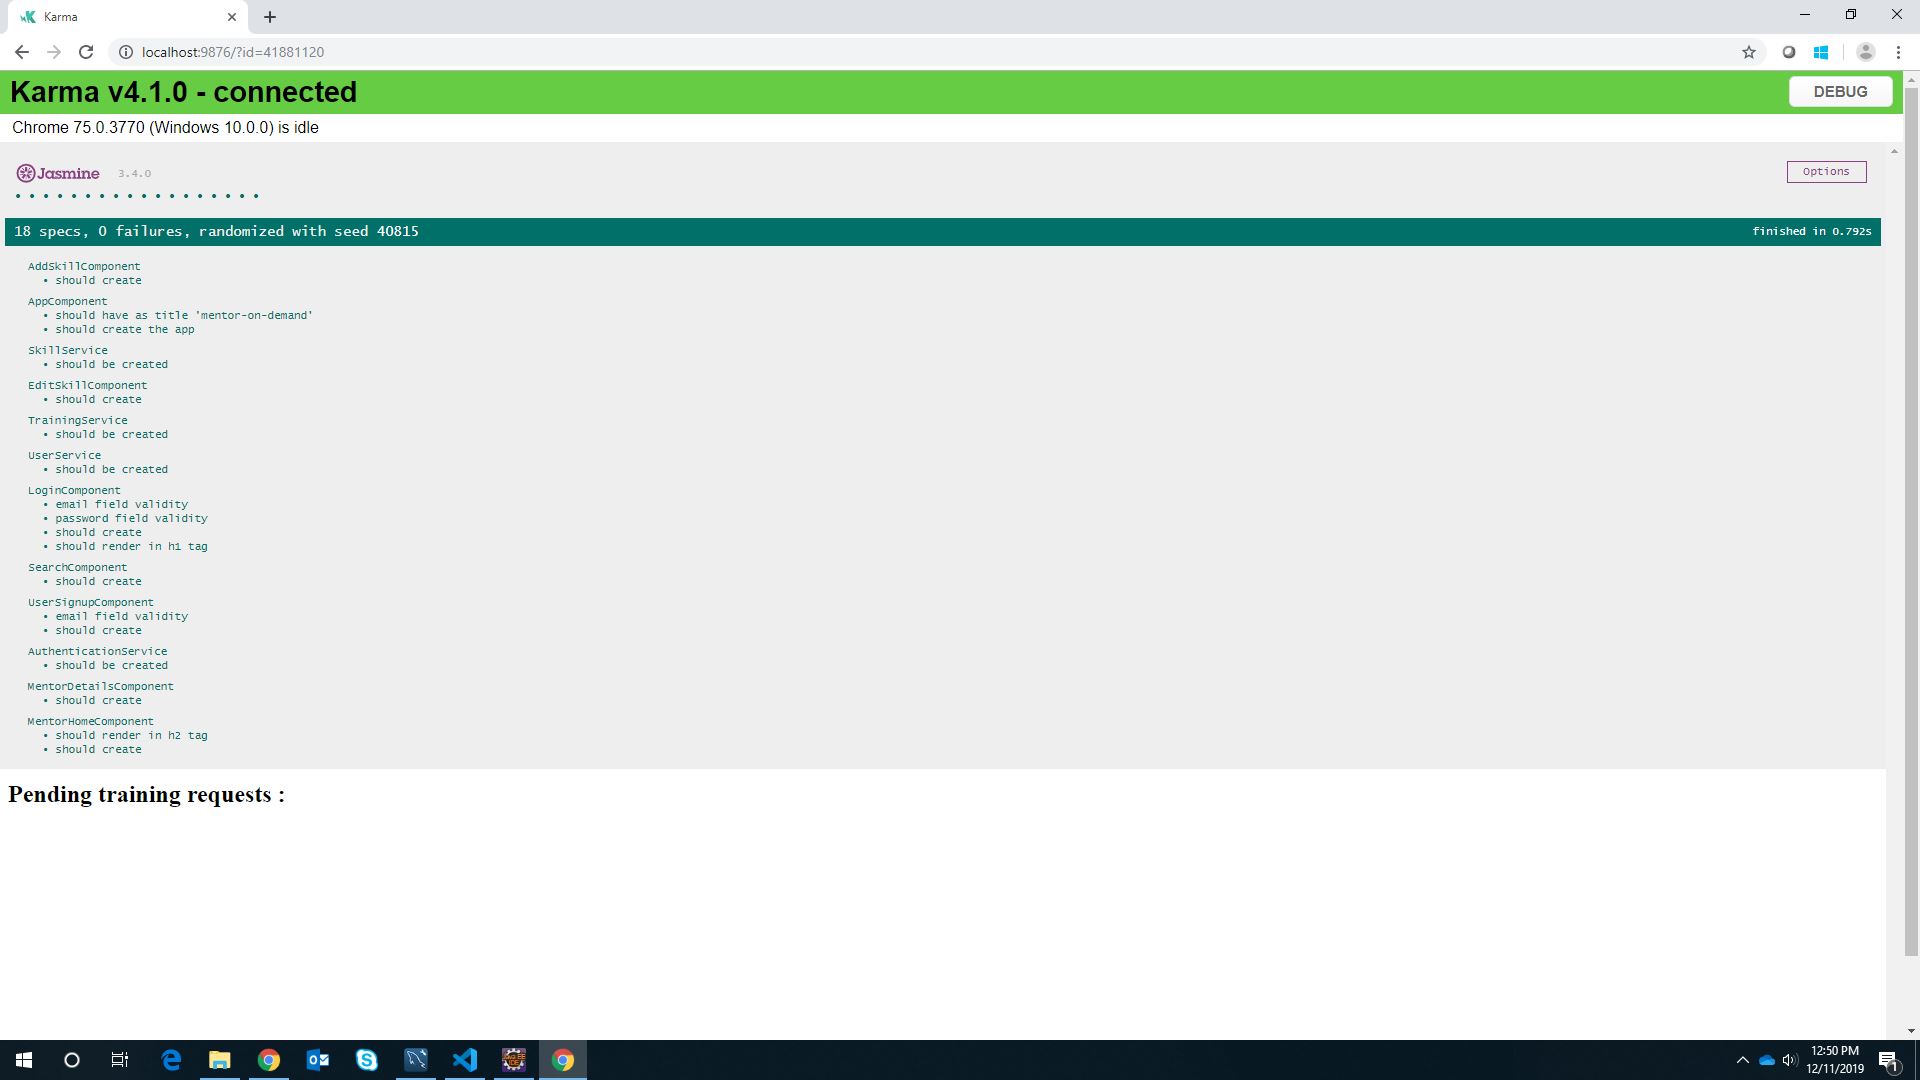 Karma
localhost:9876/?id=41881120
Karma v4.1.0 - connected
DEBUG
Chrome 75.0.3770 (Windows 10.0.0) is idle
Jasmine 3.4.0
Options
18 specs, 0 failures, randomized with seed 40815
finished in 0.792s
AddSkillComponent
• should create
AppComponent
• should have as title 'mentor-on-demand'
• should create the app
SkillService
• should be created
EditSkillComponent
• should create
TrainingService
• should be created
UserService
• should be created
LoginComponent
• email field validity
• password field validity
• should create
• should render in h1 tag
SearchComponent
• should create
UserSignupComponent
• email field validity
• should create
AuthenticationService
• should be created
MentorDetailsComponent
• should create
MentorHomeComponent
• should render in h2 tag
• should create
Pending training requests :
12:50 PM
12/11/2019
1